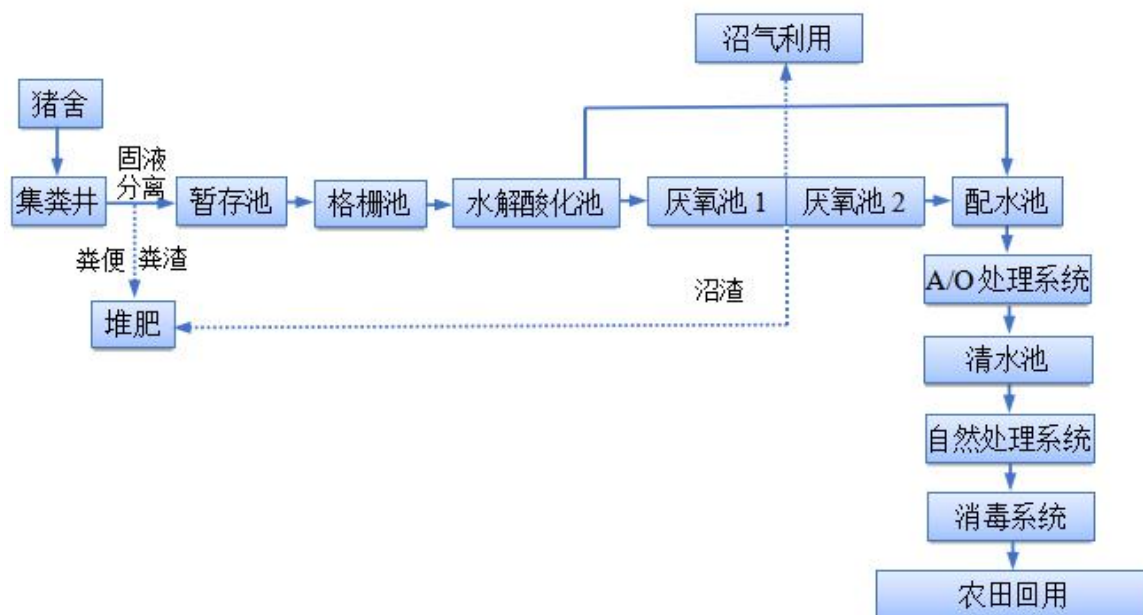 沼气利用
猪舍
固液
分离
集粪井
暂存池
格栅池
水解酸化池
厌氧池 1
厌氧池 2
配水池
粪便
粪渣
沼渣
堆肥
A/O 处理系统
清水池
自然处理系统
消毒系统
农田回用